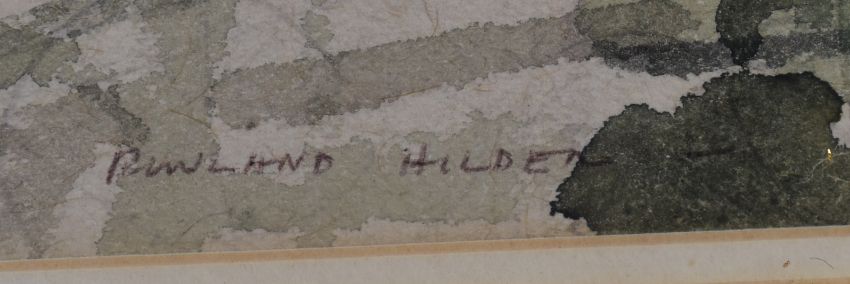 ROWLAND HILDER —